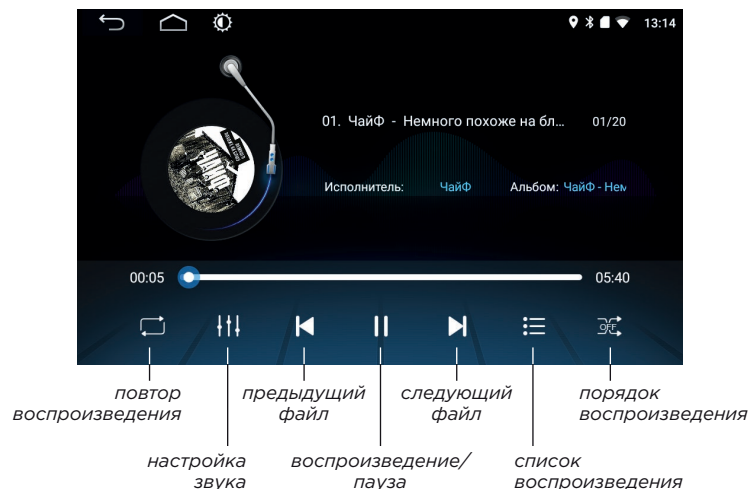 13:14
01. ЧайФ - Немного похоже на бл... 01/20
Исполнитель: ЧайФ Альбом: ЧайФ - Нем
00:05 05:40
OFF
повтор
воспроизведения
предыдущий
файл
следующий
файл
порядок
воспроизведения
настройка
звука
воспроизведение/
пауза
список
воспроизведения